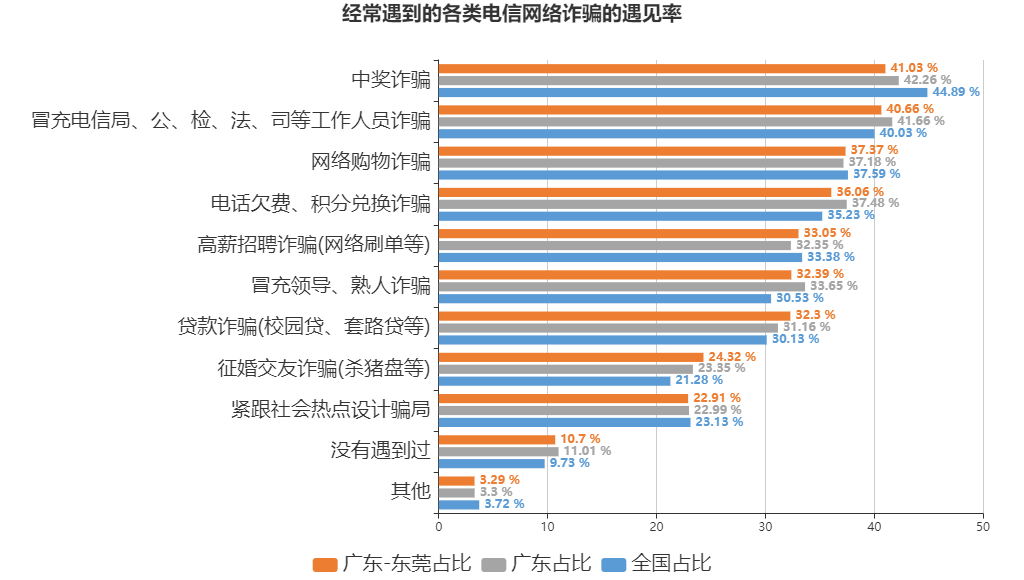 经常遇到的各类电信网络诈骗的遇见率
中奖诈骗
41.03 %
42.26 %
44.89 %
冒充电信局、公、检、法、司等工作人员诈骗
40.66 %
41.66 %
40.03 %
网络购物诈骗
37.37 %
37.18 %
37.59 %
电话欠费、积分兑换诈骗
36.06 %
37.48 %
35.23 %
高薪招聘诈骗(网络刷单等)
33.05 %
32.35 %
33.38 %
冒充领导、熟人诈骗
32.39 %
33.65 %
30.53 %
贷款诈骗(校园贷、套路贷等)
32.3 %
31.16 %
30.13 %
征婚交友诈骗(杀猪盘等)
24.32 %
23.35 %
21.28 %
紧跟社会热点设计骗局
22.91 %
22.99 %
23.13 %
没有遇到过
10.7 %
11.01 %
9.73 %
其他
3.29 %
3.3 %
3.72 %
0 10 20 30 40 50
广东-东莞占比 广东占比 全国占比